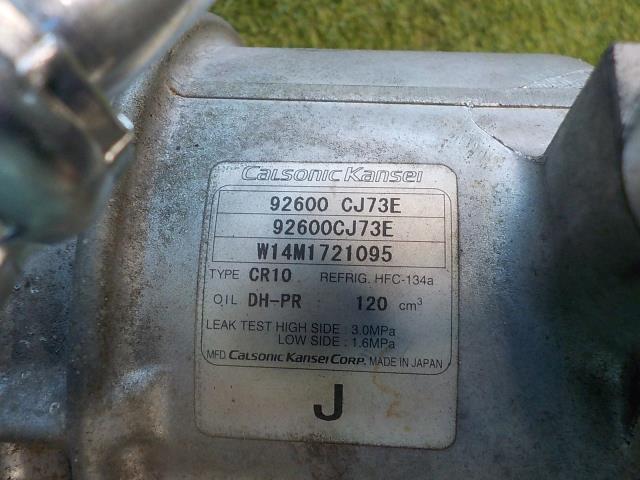 Calsonic Kansei
92600 CJ73E
92600CJ73E
W14M1721095
TYPE CR10 REFRIG. HFC-134a
OIL DH-PR 120 cm³
LEAK TEST HIGH SIDE : 3.0MPa
LOW SIDE : 1.6MPa
MFD Calsonic Kansei Corp. MADE IN JAPAN
J